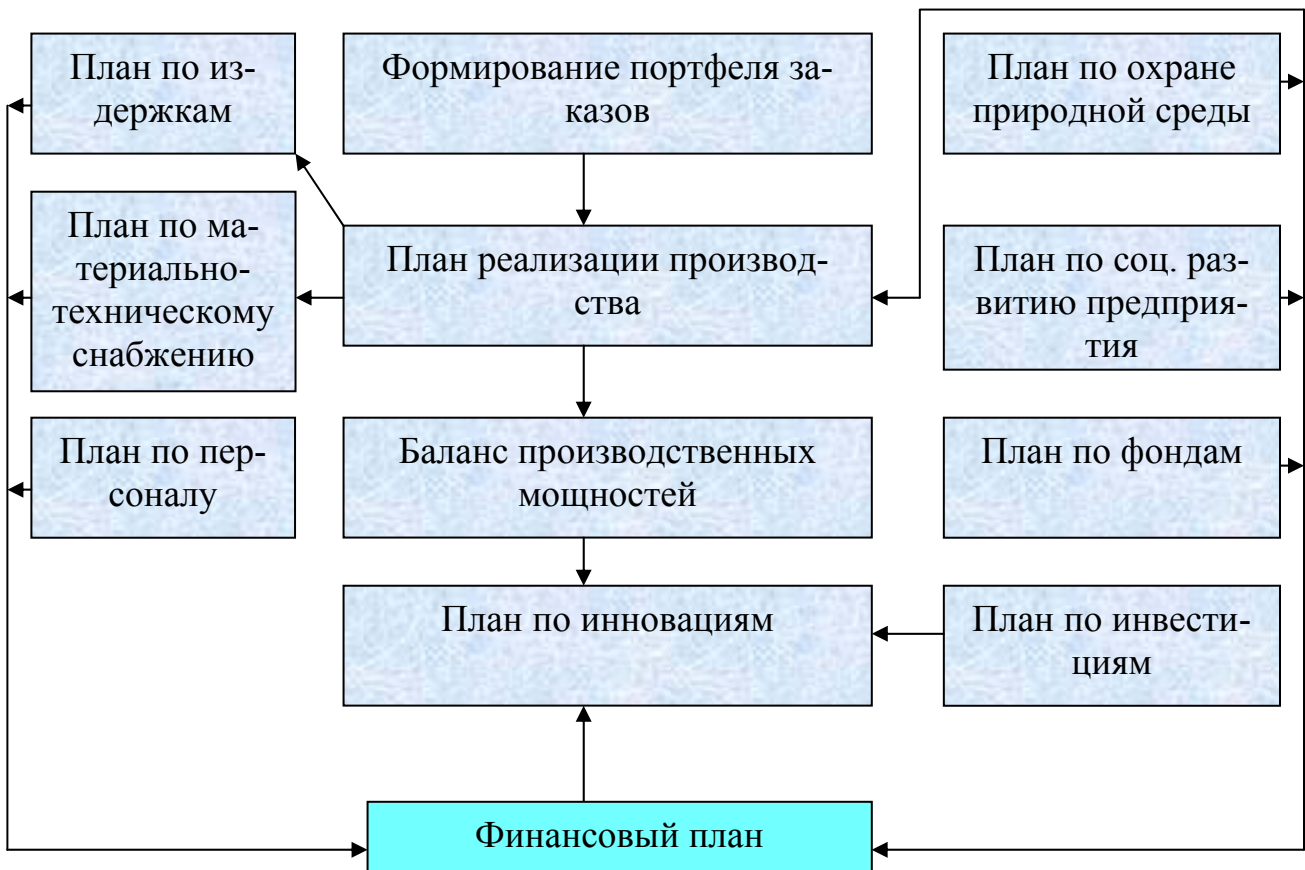 План по из-
держкам
Формирование портфеля за-
казов
План по охране
природной среды
План по ма-
териально-
техническому
снабжению
План реализации производ-
ства
План по соц. раз-
витию предприя-
тия
План по пер-
соналу
Баланс производственных
мощностей
План по фондам
План по инновациям
План по инвести-
циям
Финансовый план